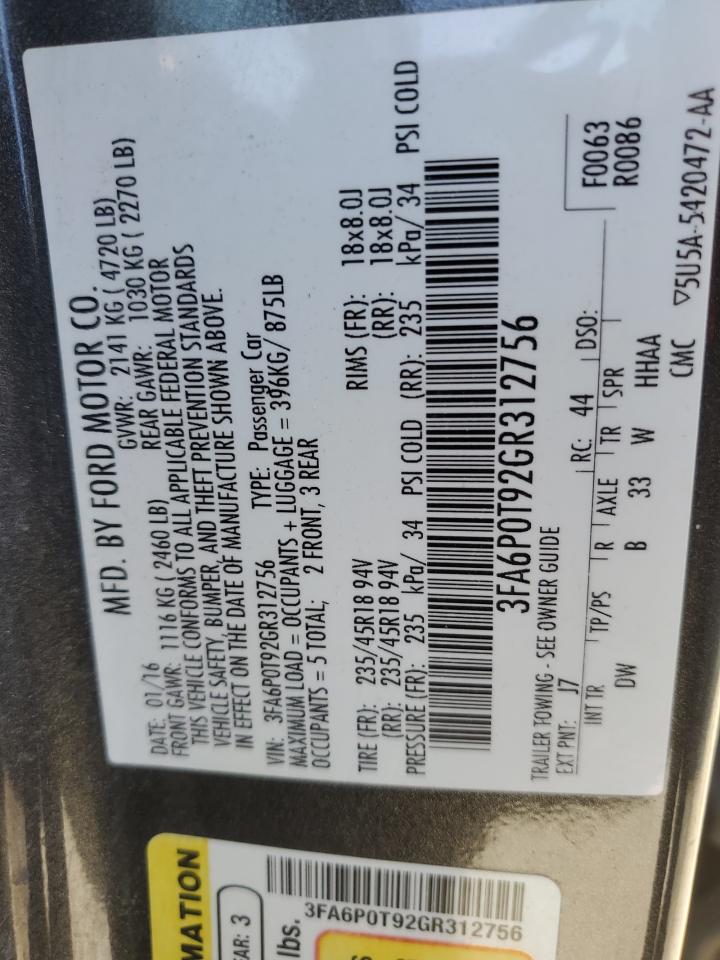 MFD. BY FORD MOTOR CO.
DATE: 01/16 GVWR: 2141 KG ( 4720 LB)
FRONT GAWR: 1116 KG ( 2460 LB) REAR GAWR: 1030 KG ( 2270 LB)
THIS VEHICLE CONFORMS TO ALL APPLICABLE FEDERAL MOTOR
VEHICLE SAFETY, BUMPER, AND THEFT PREVENTION STANDARDS
IN EFFECT ON THE DATE OF MANUFACTURE SHOWN ABOVE.
VIN: 3FA6P0T92GR312756 TYPE: Passenger Car
MAXIMUM LOAD = OCCUPANTS + LUGGAGE = 396KG/ 875LB
OCCUPANTS = 5 TOTAL; 2 FRONT, 3 REAR
TIRE (FR): 235/45R18 94V RIMS (FR): 18x8.0J
(RR): 235/45R18 94V (RR): 18x8.0J
PRESSURE (FR): 235 kPa/ 34 PSI COLD (RR): 235 kPa/ 34 PSI COLD
3FA6P0T92GR312756
TRAILER TOWING - SEE OWNER GUIDE F0063
EXT PNT: J7 RC: 44 DSO: R0086
INT TR TP/PS R AXLE TR SPR
DW B 33 W HHAA
CMC ▽5U5A-5420472-AA
MATION
EAR: 3
lbs.
3FA6P0T92GR312756